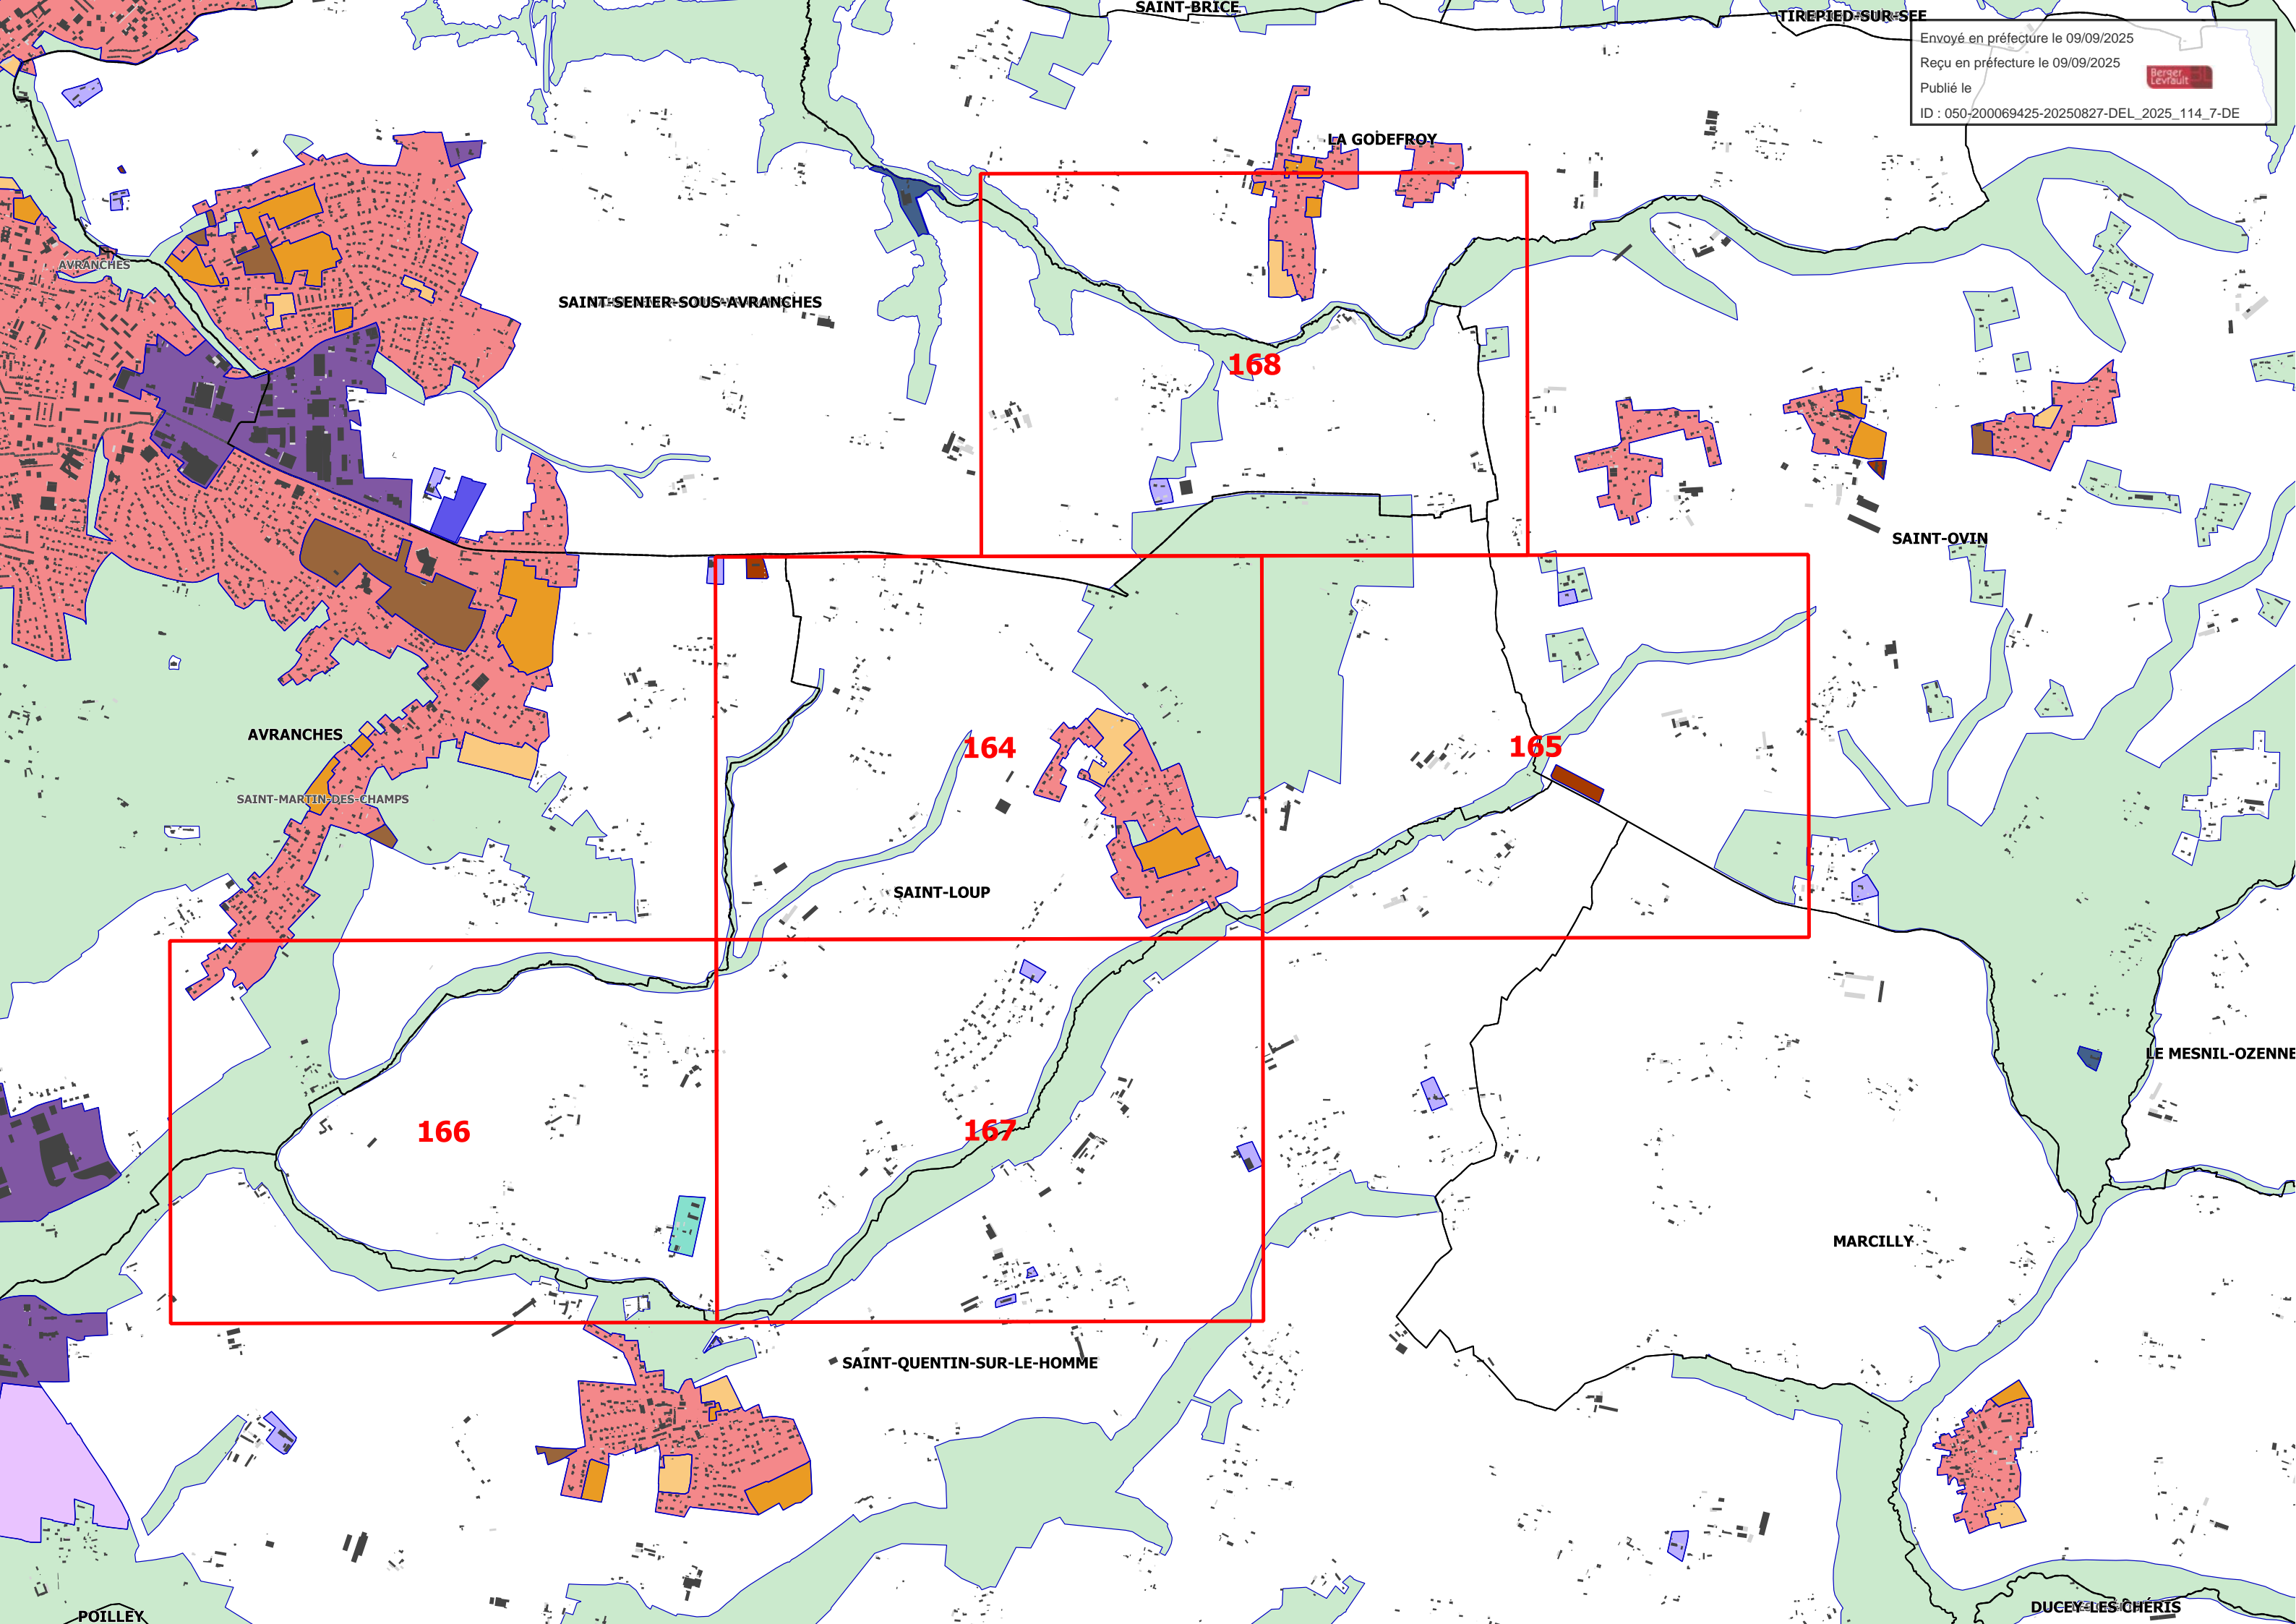 SAINT-BRICE
TIREPIED-SUR-SEE
Envoyé en préfecture le 09/09/2025
Reçu en préfecture le 09/09/2025
Publié le
Berger Levrault
ID : 050-200069425-20250827-DEL_2025_114_7-DE
LA GODEFROY
AVRANCHES
SAINT-SENIER-SOUS-AVRANCHES
168
SAINT-OVIN
AVRANCHES
164
165
SAINT-MARTIN-DES-CHAMPS
SAINT-LOUP
LE MESNIL-OZENNE
166
167
MARCILLY
SAINT-QUENTIN-SUR-LE-HOMME
POILLEY
DUCEY-LES CHERIS